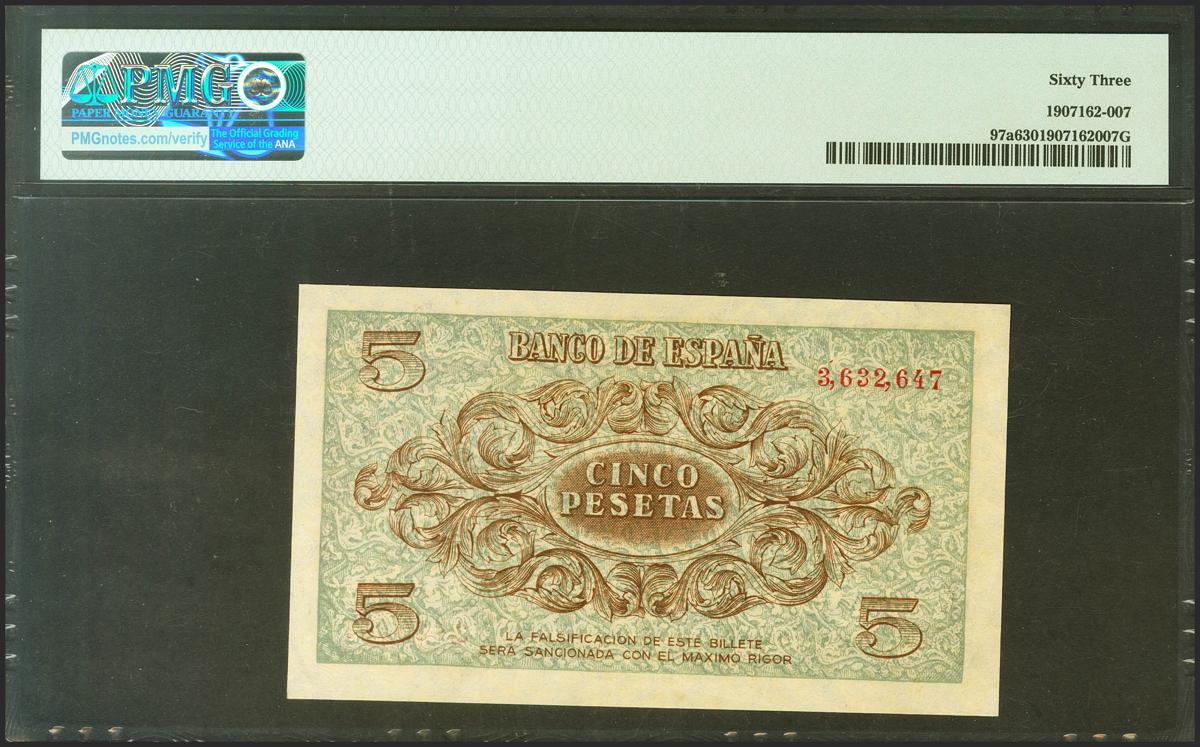 PMG
PAPER MONEY GUARANTY
PMGnotes.com/verify
The Official Grading
Service of the ANA
Sixty Three
1907162-007
97a6301907162007G
5
BANCO DE ESPAÑA
3,632,647
CINCO
PESETAS
5
5
LA FALSIFICACION DE ESTE BILLETE
SERA SANCIONADA CON EL MAXIMO RIGOR